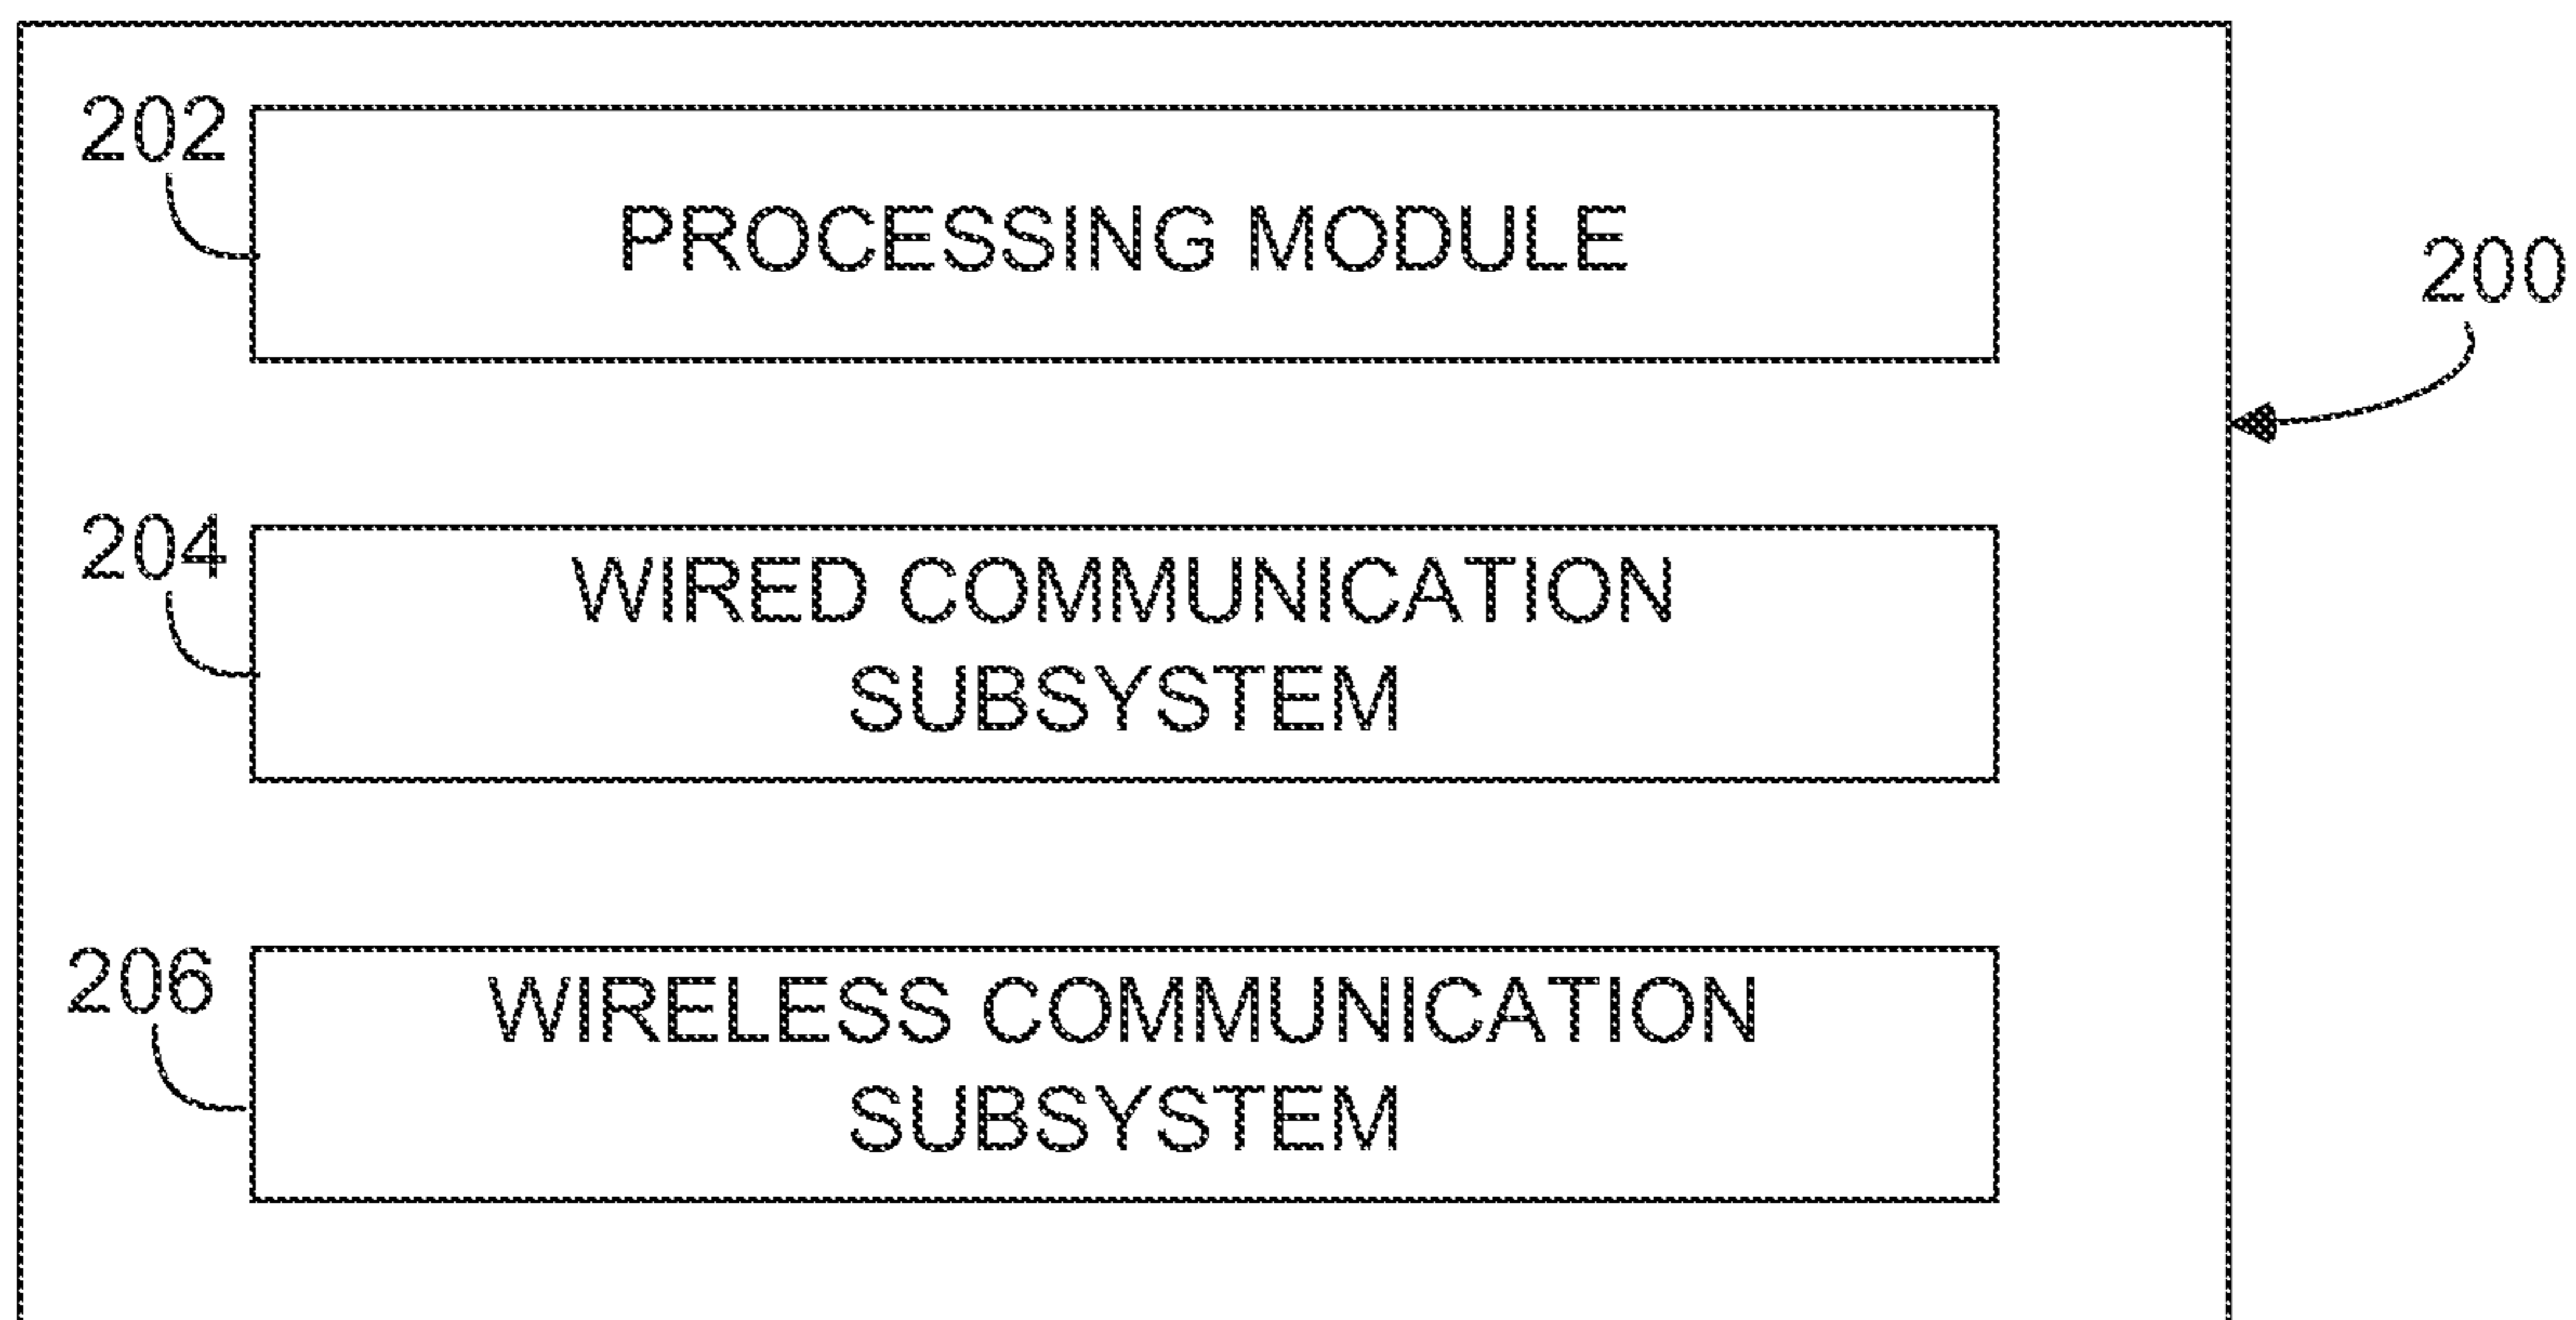 202
PROCESSING MODULE
200
204
WIRED COMMUNICATION
SUBSYSTEM
206
WIRELESS COMMUNICATION
SUBSYSTEM